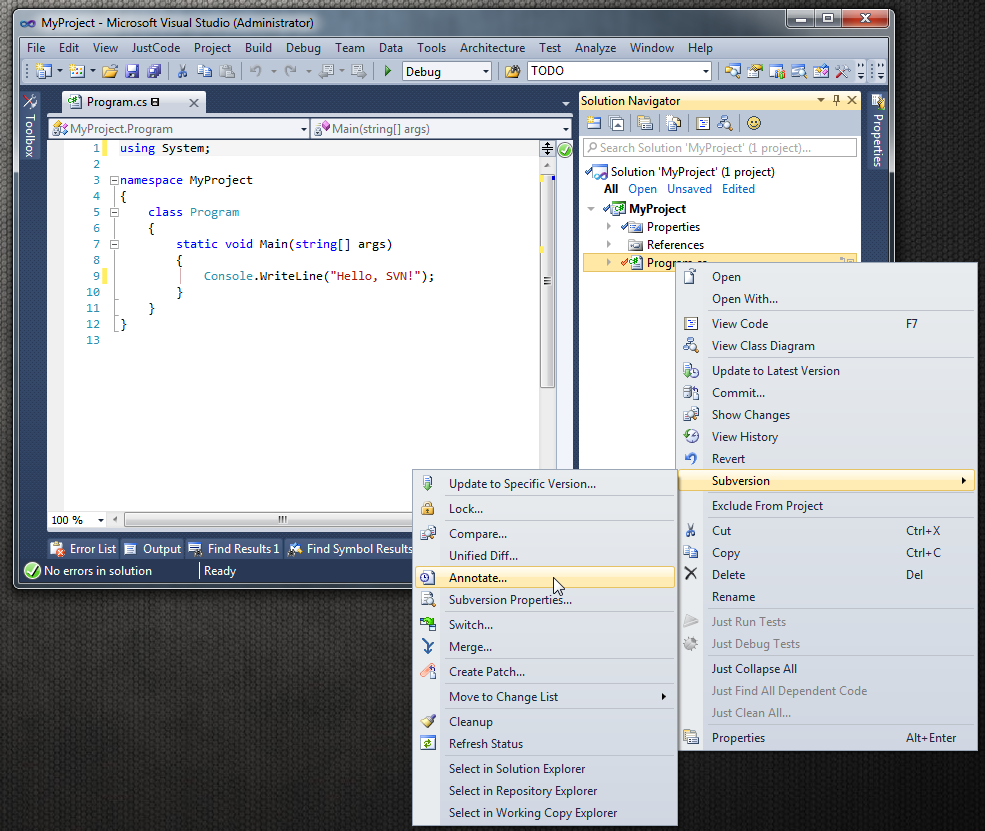 MyProject - Microsoft Visual Studio (Administrator)
File Edit View JustCode Project Build Debug Team Data Tools Architecture Test Analyze Window Help
Debug TODO
Toolbox
Program.cs
MyProject.Program Main(string[] args)
1 using System;
2
3 namespace MyProject
4 {
5 class Program
6 {
7 static void Main(string[] args)
8 {
9 Console.WriteLine("Hello, SVN!");
10 }
11 }
12 }
13
100 %
Error List Output Find Results 1 Find Symbol Results
No errors in solution Ready
Solution Navigator
Search Solution 'MyProject' (1 project)...
Solution 'MyProject' (1 project)
All Open Unsaved Edited
MyProject
Properties
References
Program.cs
Properties
Open
Open With...
View Code F7
View Class Diagram
Update to Latest Version
Commit...
Show Changes
View History
Revert
Subversion
Exclude From Project
Cut Ctrl+X
Copy Ctrl+C
Delete Del
Rename
Just Run Tests
Just Debug Tests
Just Collapse All
Just Find All Dependent Code
Just Clean All...
Properties Alt+Enter
Update to Specific Version...
Lock...
Compare...
Unified Diff...
Annotate...
Subversion Properties...
Switch...
Merge...
Create Patch...
Move to Change List
Cleanup
Refresh Status
Select in Solution Explorer
Select in Repository Explorer
Select in Working Copy Explorer